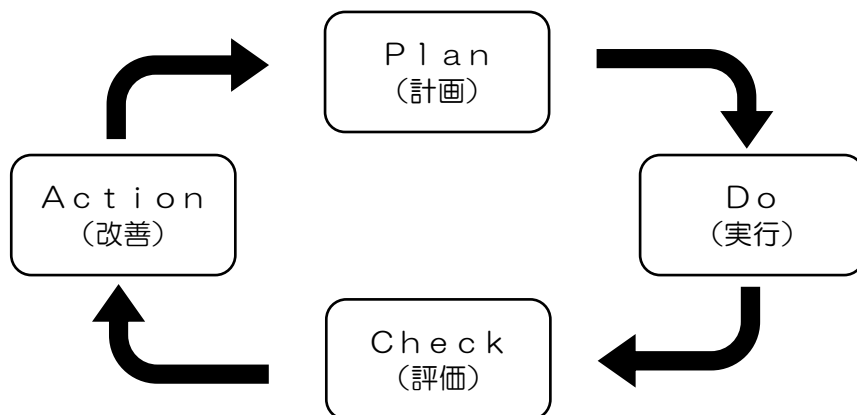 Ｐｌａｎ
（計画）
Ｄｏ
（実行）
Ｃｈｅｃｋ
（評価）
Ａｃｔｉｏｎ
（改善）